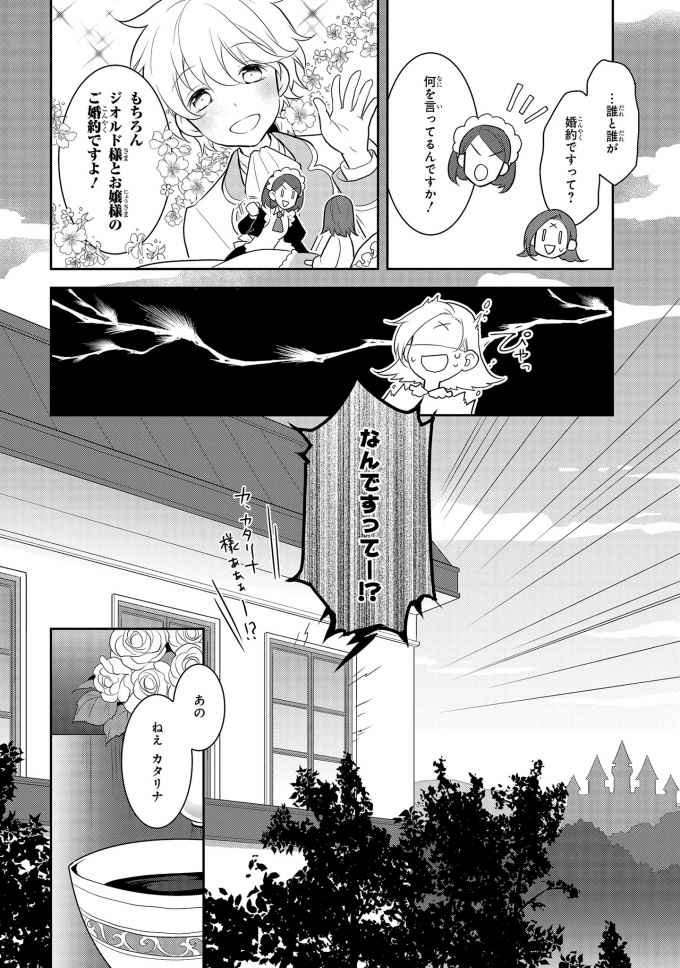 …誰と誰が
婚約ですって?
何を言ってるんですか!
もちろん
ジオルド様とお嬢様の
ご婚約ですよ!
ぴゃっ
なんですってー!?
カ、カタリナ
様ぁぁぁー!?
あの
ねえ カタリナ